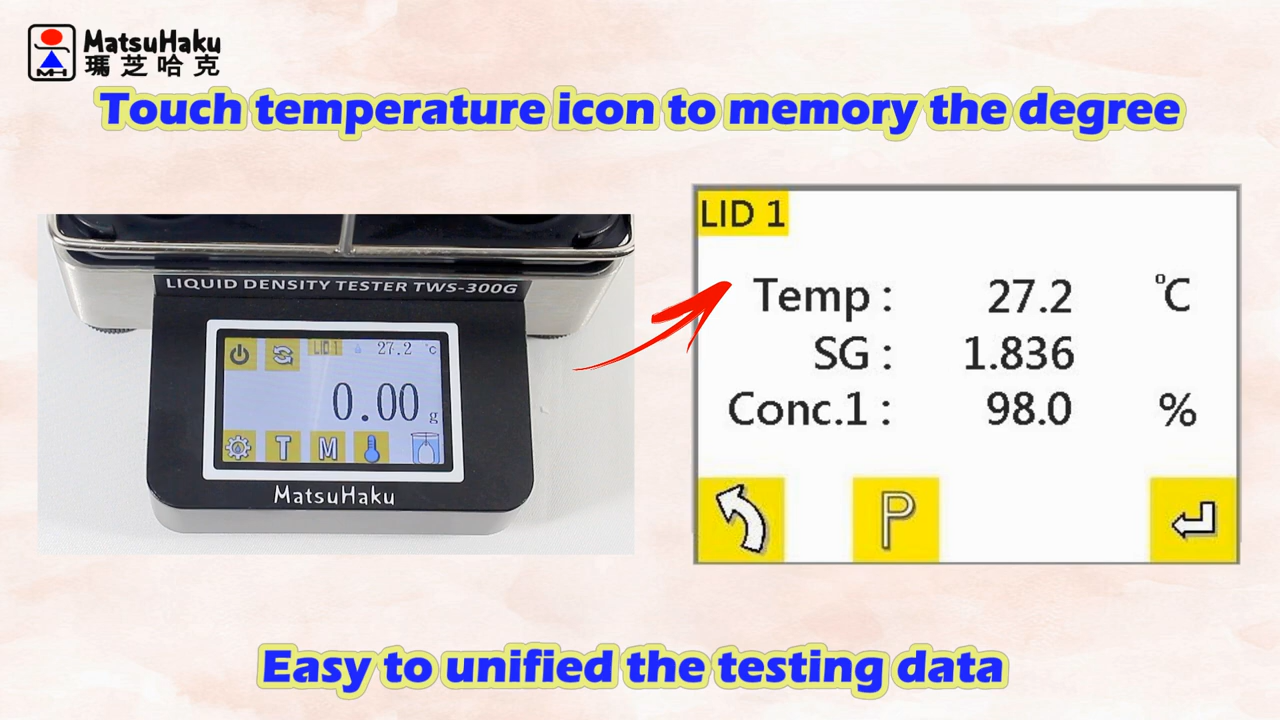 MatsuHaku
瑪芝哈克
Touch temperature icon to memory the degree
LIQUID DENSITY TESTER TWS-300G
LID 1 27.2 °C
0.00 g
T M
MatsuHaku
LID 1
Temp : 27.2 °C
SG : 1.836
Conc.1 : 98.0 %
P
Easy to unified the testing data
MH